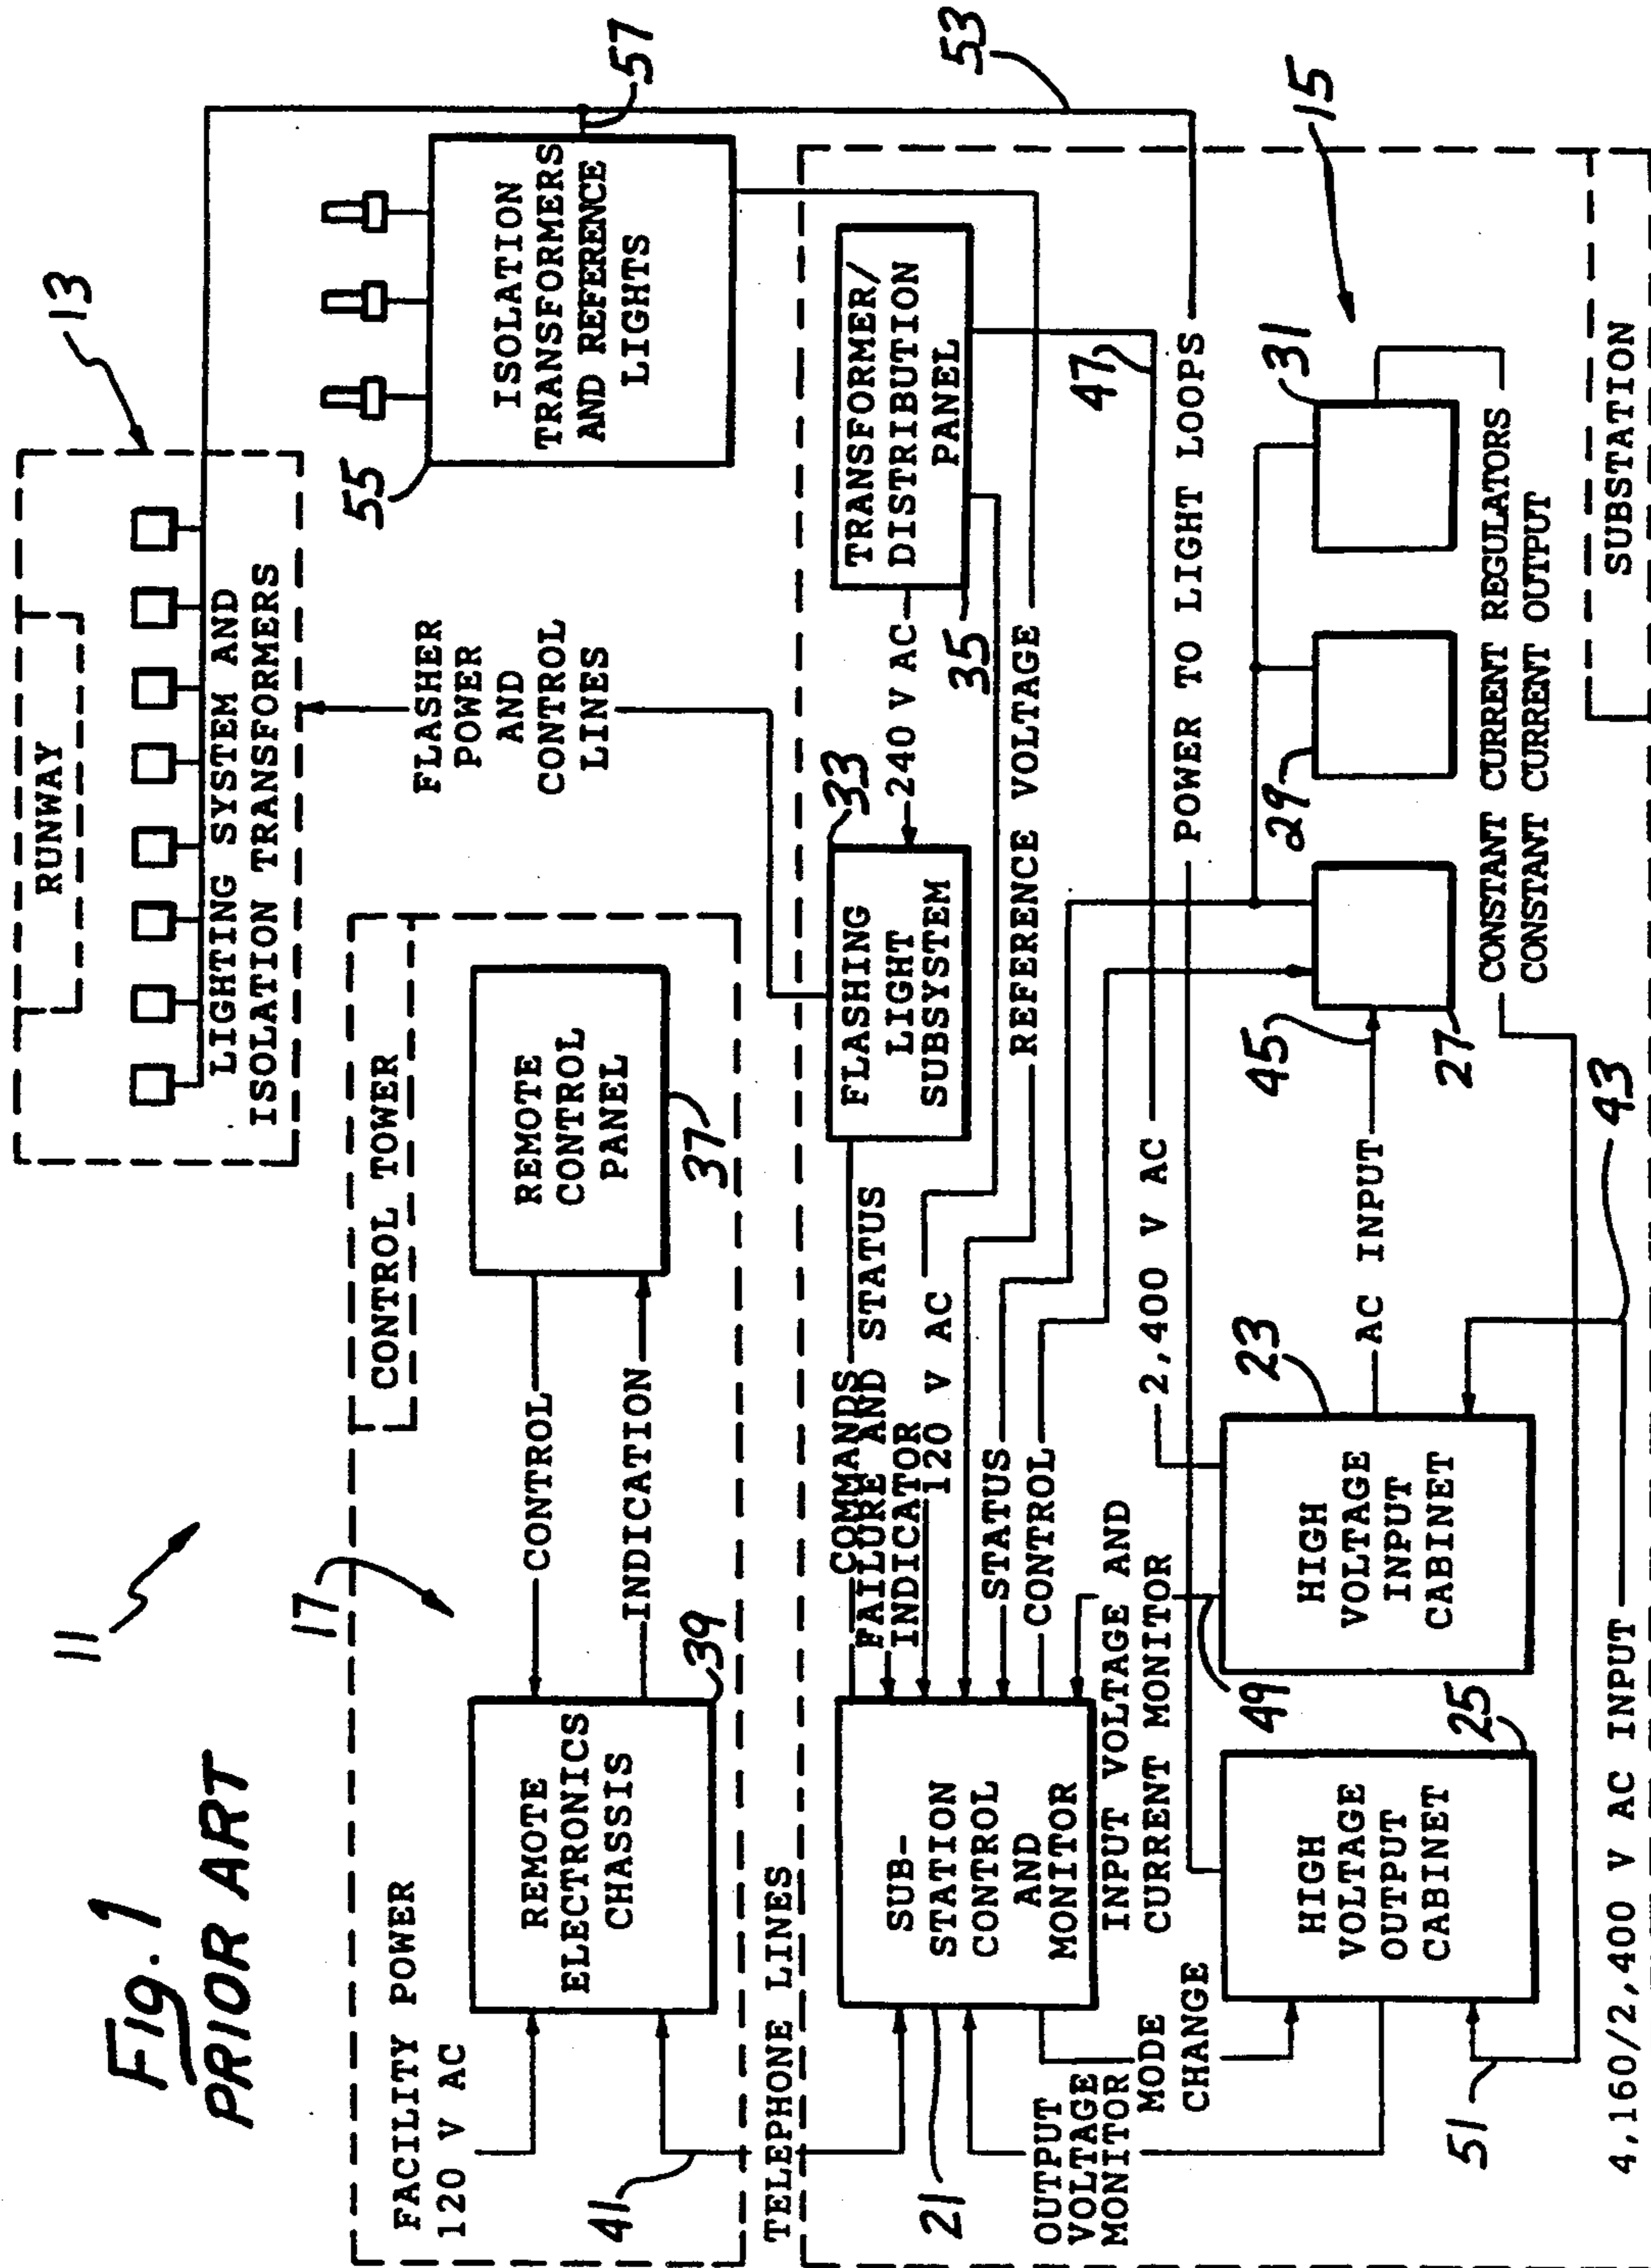 Fig. 1
PRIOR ART
11
13
RUNWAY
LIGHTING SYSTEM AND
ISOLATION TRANSFORMERS
17
CONTROL TOWER
FACILITY POWER
120 V AC
REMOTE
ELECTRONICS
CHASSIS
39
CONTROL
INDICATION
REMOTE
CONTROL
PANEL
37
41
TELEPHONE LINES
FLASHER
POWER
AND
CONTROL
LINES
55
ISOLATION
TRANSFORMERS
AND REFERENCE
LIGHTS
57
53
SUB-
STATION
CONTROL
AND
MONITOR
21
COMMANDS
FAILURE AND STATUS
INDICATOR
120 V AC
FLASHING
LIGHT
SUBSYSTEM
33
240 V AC
TRANSFORMER/
DISTRIBUTION
PANEL
35
REFERENCE VOLTAGE
STATUS
CONTROL
INPUT VOLTAGE AND
CURRENT MONITOR
2,400 V AC
47
POWER TO LIGHT LOOPS
OUTPUT
VOLTAGE
MONITOR
MODE
CHANGE
HIGH
VOLTAGE
OUTPUT
CABINET
25
49
HIGH
VOLTAGE
INPUT
CABINET
23
AC INPUT
45
27
29
31
15
CONSTANT CURRENT REGULATORS
CONSTANT CURRENT OUTPUT
51
4,160/2,400 V AC INPUT
43
SUBSTATION